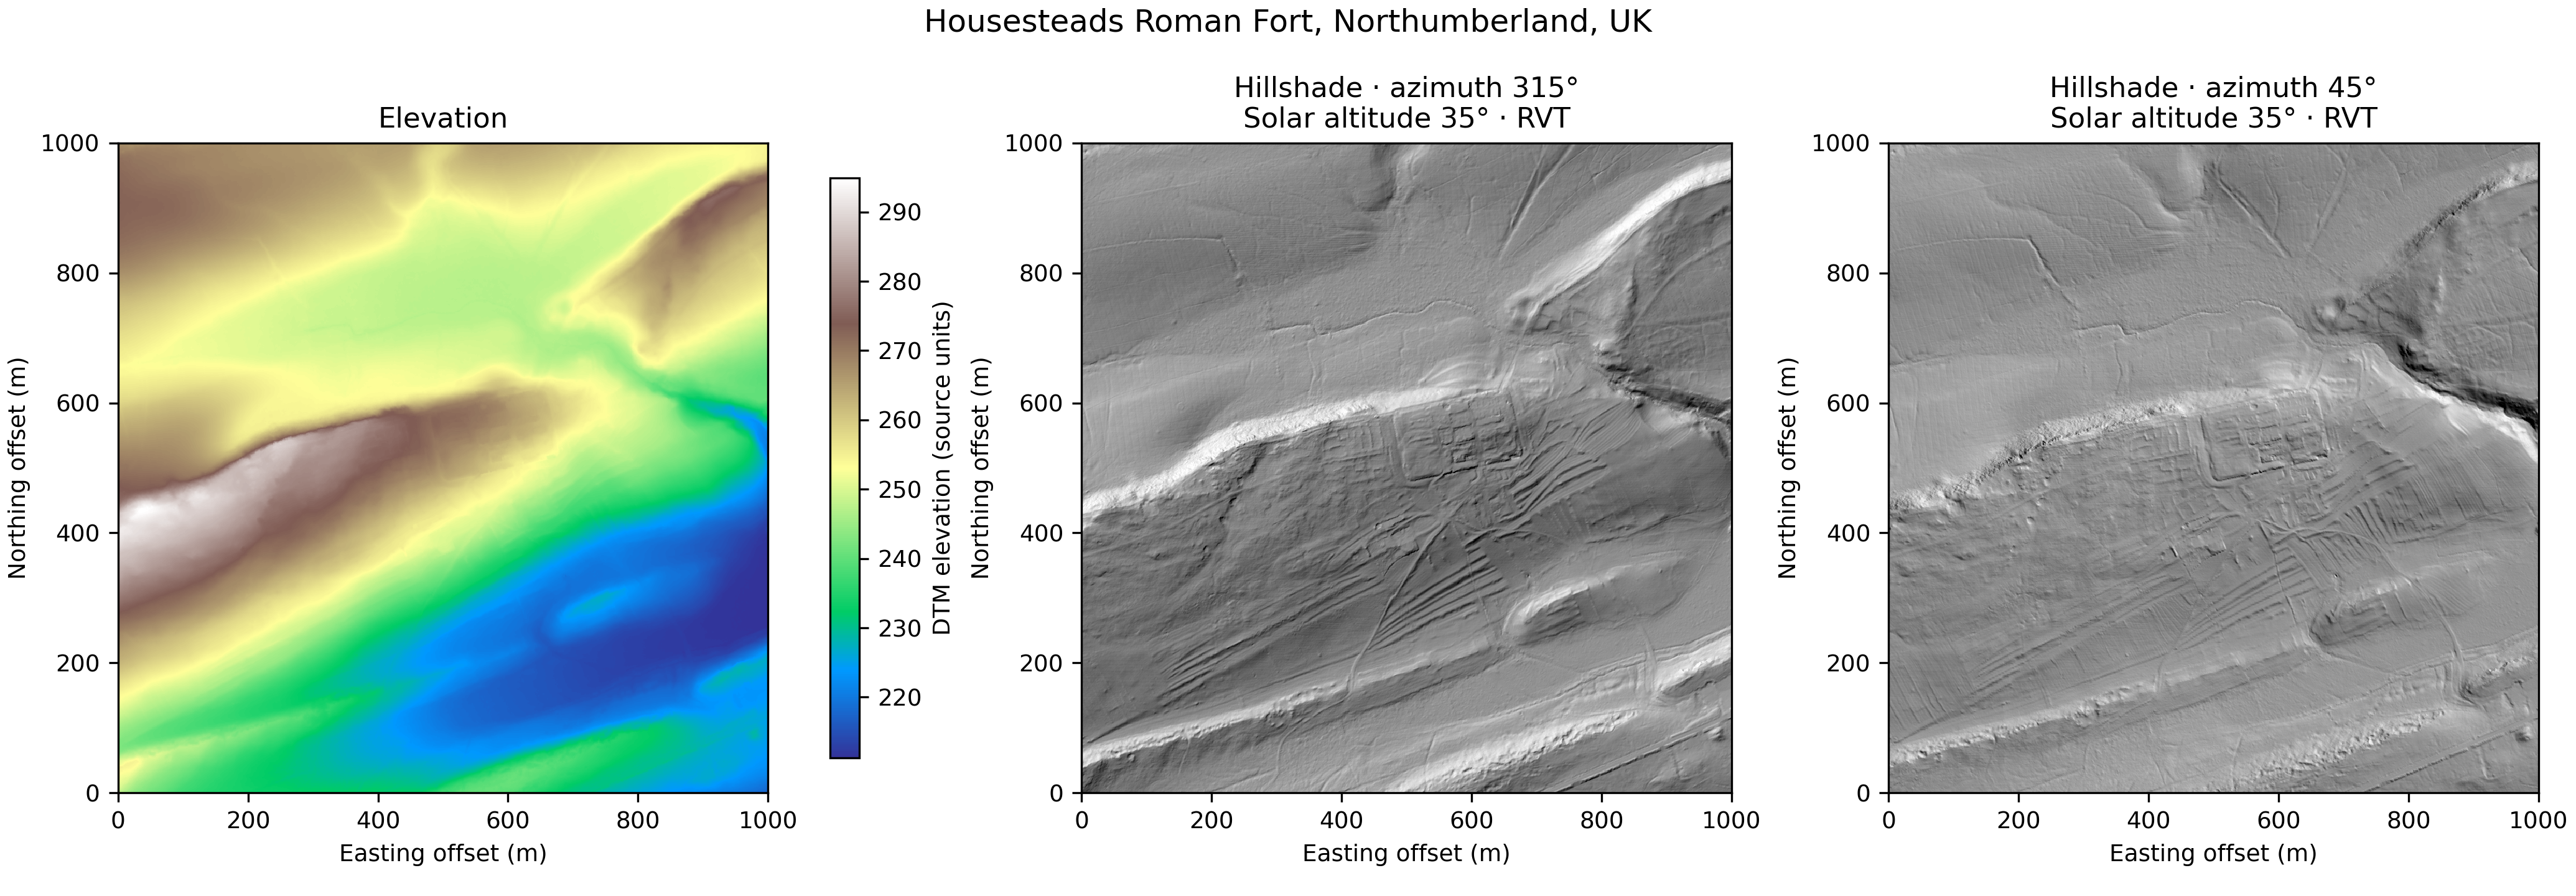 Housesteads Roman Fort, Northumberland, UK
Elevation
1000
800
600
400
200
0
0 200 400 600 800 1000
Northing offset (m)
Easting offset (m)
290
280
270
260
250
240
230
220
DTM elevation (source units)
Hillshade · azimuth 315°
Solar altitude 35° · RVT
1000
800
600
400
200
0
0 200 400 600 800 1000
Northing offset (m)
Easting offset (m)
Hillshade · azimuth 45°
Solar altitude 35° · RVT
1000
800
600
400
200
0
0 200 400 600 800 1000
Northing offset (m)
Easting offset (m)